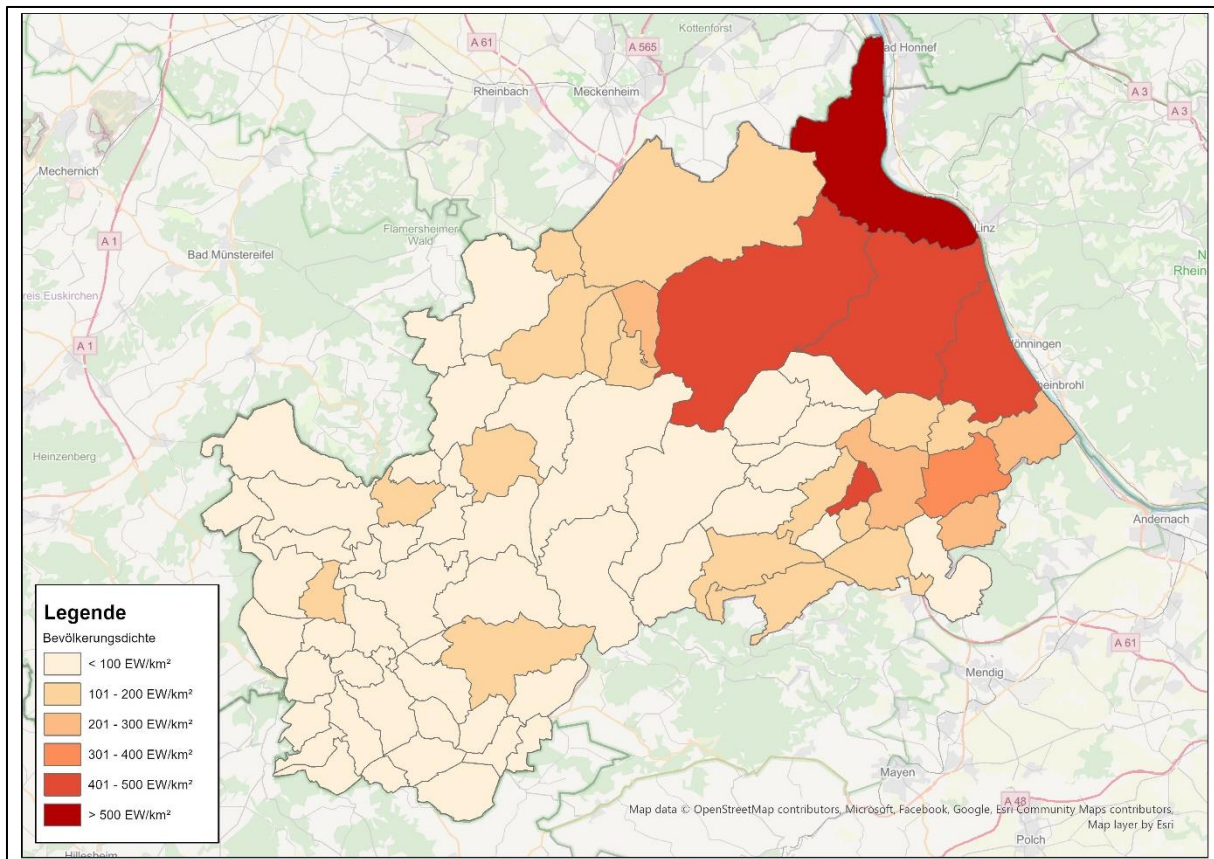 Kottenforst
A 61
A 565
Bad Honnef
A 3
A 3
Rheinbach
Meckenheim
Mechernich
Flamersheimer
Wald
Linz
A 1
Bad Münstereifel
Rhein
reis Euskirchen
A 1
Hönningen
heinbrohl
Heinzenberg
Andernach
Legende
Bevölkerungsdichte
< 100 EW/km²
101 - 200 EW/km²
201 - 300 EW/km²
301 - 400 EW/km²
401 - 500 EW/km²
> 500 EW/km²
A 61
Mendig
Mayen
A 48
Map data © OpenStreetMap contributors, Microsoft, Facebook, Google, Esri Community Maps contributors,
Map layer by Esri
Polch
Hillesheim